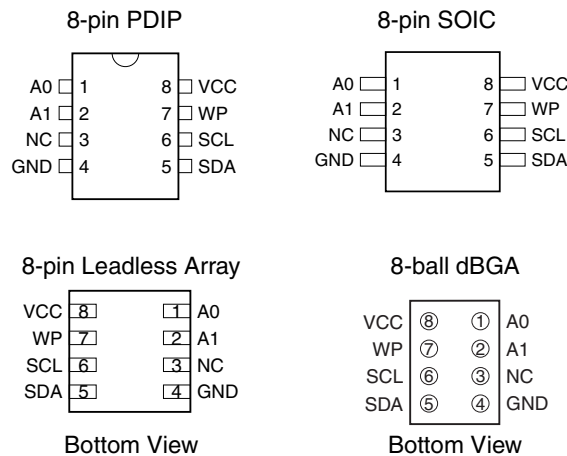 8-pin PDIP
A0 1 8 VCC
A1 2 7 WP
NC 3 6 SCL
GND 4 5 SDA
8-pin SOIC
A0 1 8 VCC
A1 2 7 WP
NC 3 6 SCL
GND 4 5 SDA
8-pin Leadless Array
VCC 8 1 A0
WP 7 2 A1
SCL 6 3 NC
SDA 5 4 GND
Bottom View
8-ball dBGA
VCC 8 1 A0
WP 7 2 A1
SCL 6 3 NC
SDA 5 4 GND
Bottom View